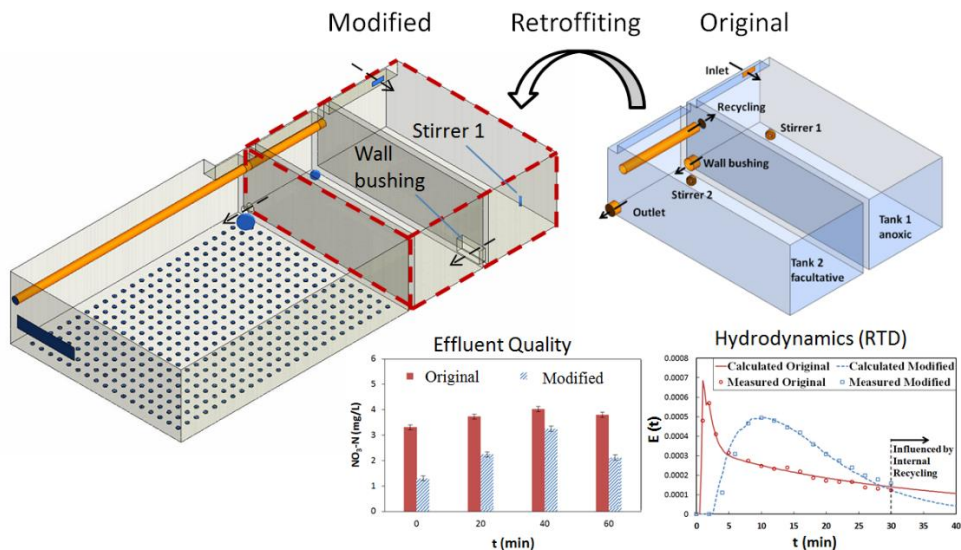 Modified
Retroffiting
Original
Stirrer 1
Wall
bushing
Inlet
Recycling
Stirrer 1
Wall bushing
Stirrer 2
Outlet
Tank 1
anoxic
Tank 2
facultative
Effluent Quality
Original
Modified
NO₃-N (mg/L)
6
5
4
3
2
1
0
0 20 40 60
t (min)
Hydrodynamics (RTD)
Calculated Original
Calculated Modified
Measured Original
Measured Modified
E (t)
0.0008
0.0007
0.0006
0.0005
0.0004
0.0003
0.0002
0.0001
0
Influenced by
Internal
Recycling
0 5 10 15 20 25 30 35 40
t (min)